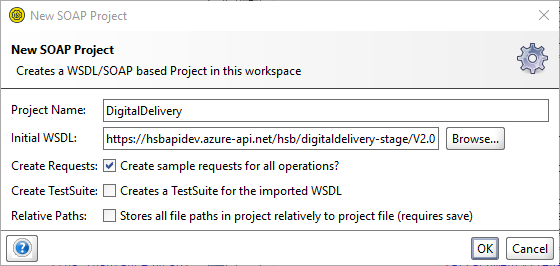 New SOAP Project
New SOAP Project
Creates a WSDL/SOAP based Project in this workspace
Project Name: DigitalDelivery
Initial WSDL: https://hsbapidev.azure-api.net/hsb/digitaldelivery-stage/V2.0 Browse...
Create Requests: Create sample requests for all operations?
Create TestSuite: Creates a TestSuite for the imported WSDL
Relative Paths: Stores all file paths in project relatively to project file (requires save)
? OK Cancel